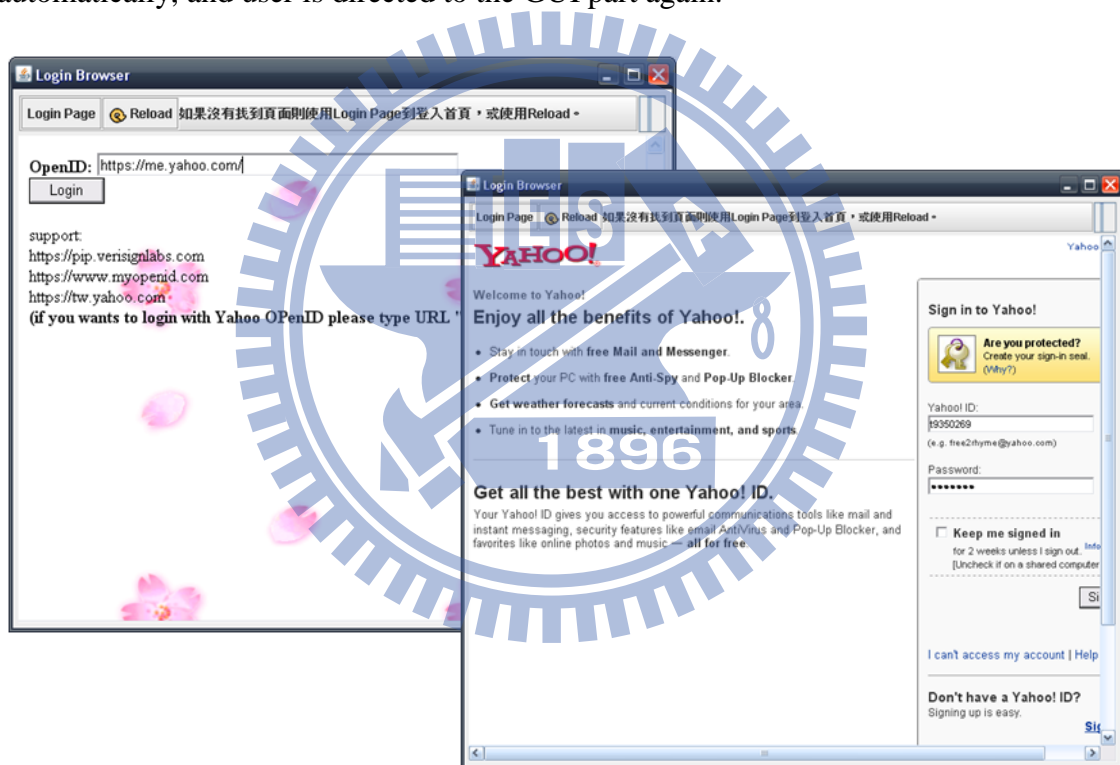 automatically, and user is directed to the GUI part again.
Login Browser
Login Page Reload 如果沒有找到頁面則使用Login Page到登入首頁，或使用Reload。
OpenID: https://me.yahoo.com/
Login
support:
https://pip.verisignlabs.com
https://www.myopenid.com
https://tw.yahoo.com
(if you wants to login with Yahoo OPenID please type URL "
Login Browser
Login Page Reload 如果沒有找到頁面則使用Login Page到登入首頁，或使用Reload。
YAHOO!
Yahoo
Welcome to Yahoo!
Enjoy all the benefits of Yahoo!.
• Stay in touch with free Mail and Messenger.
• Protect your PC with free Anti-Spy and Pop-Up Blocker.
• Get weather forecasts and current conditions for your area.
• Tune in to the latest in music, entertainment, and sports.
Get all the best with one Yahoo! ID.
Your Yahoo! ID gives you access to powerful communications tools like mail and
instant messaging, security features like email AntiVirus and Pop-Up Blocker, and
favorites like online photos and music — all for free.
Sign in to Yahoo!
Are you protected?
Create your sign-in seal.
(Why?)
Yahoo! ID:
t9350269
(e.g. free2rhyme@yahoo.com)
Password:
•••••••
Keep me signed in
for 2 weeks unless I sign out. Info
[Uncheck if on a shared computer
Si
I can't access my account | Help
Don't have a Yahoo! ID?
Signing up is easy.
Sig
IES A
8
1896